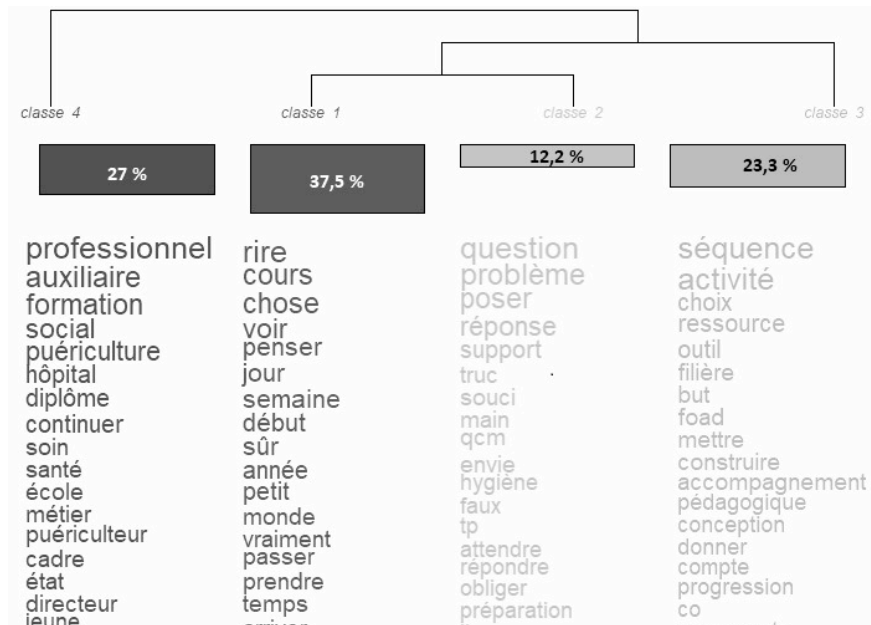 classe 4
classe 1
classe 2
classe 3
27 %
37,5 %
12,2 %
23,3 %
professionnel
auxiliaire
formation
social
puériculture
hôpital
diplôme
continuer
soin
santé
école
métier
puériculteur
cadre
état
directeur
jeune
rire
cours
chose
voir
penser
jour
semaine
début
sûr
année
petit
monde
vraiment
passer
prendre
temps
arriver
question
problème
poser
réponse
support
truc
souci
main
qcm
envie
hygiène
faux
tp
attendre
répondre
obliger
préparation
séquence
activité
choix
ressource
outil
filière
but
foad
mettre
construire
accompagnement
pédagogique
conception
donner
compte
progression
co